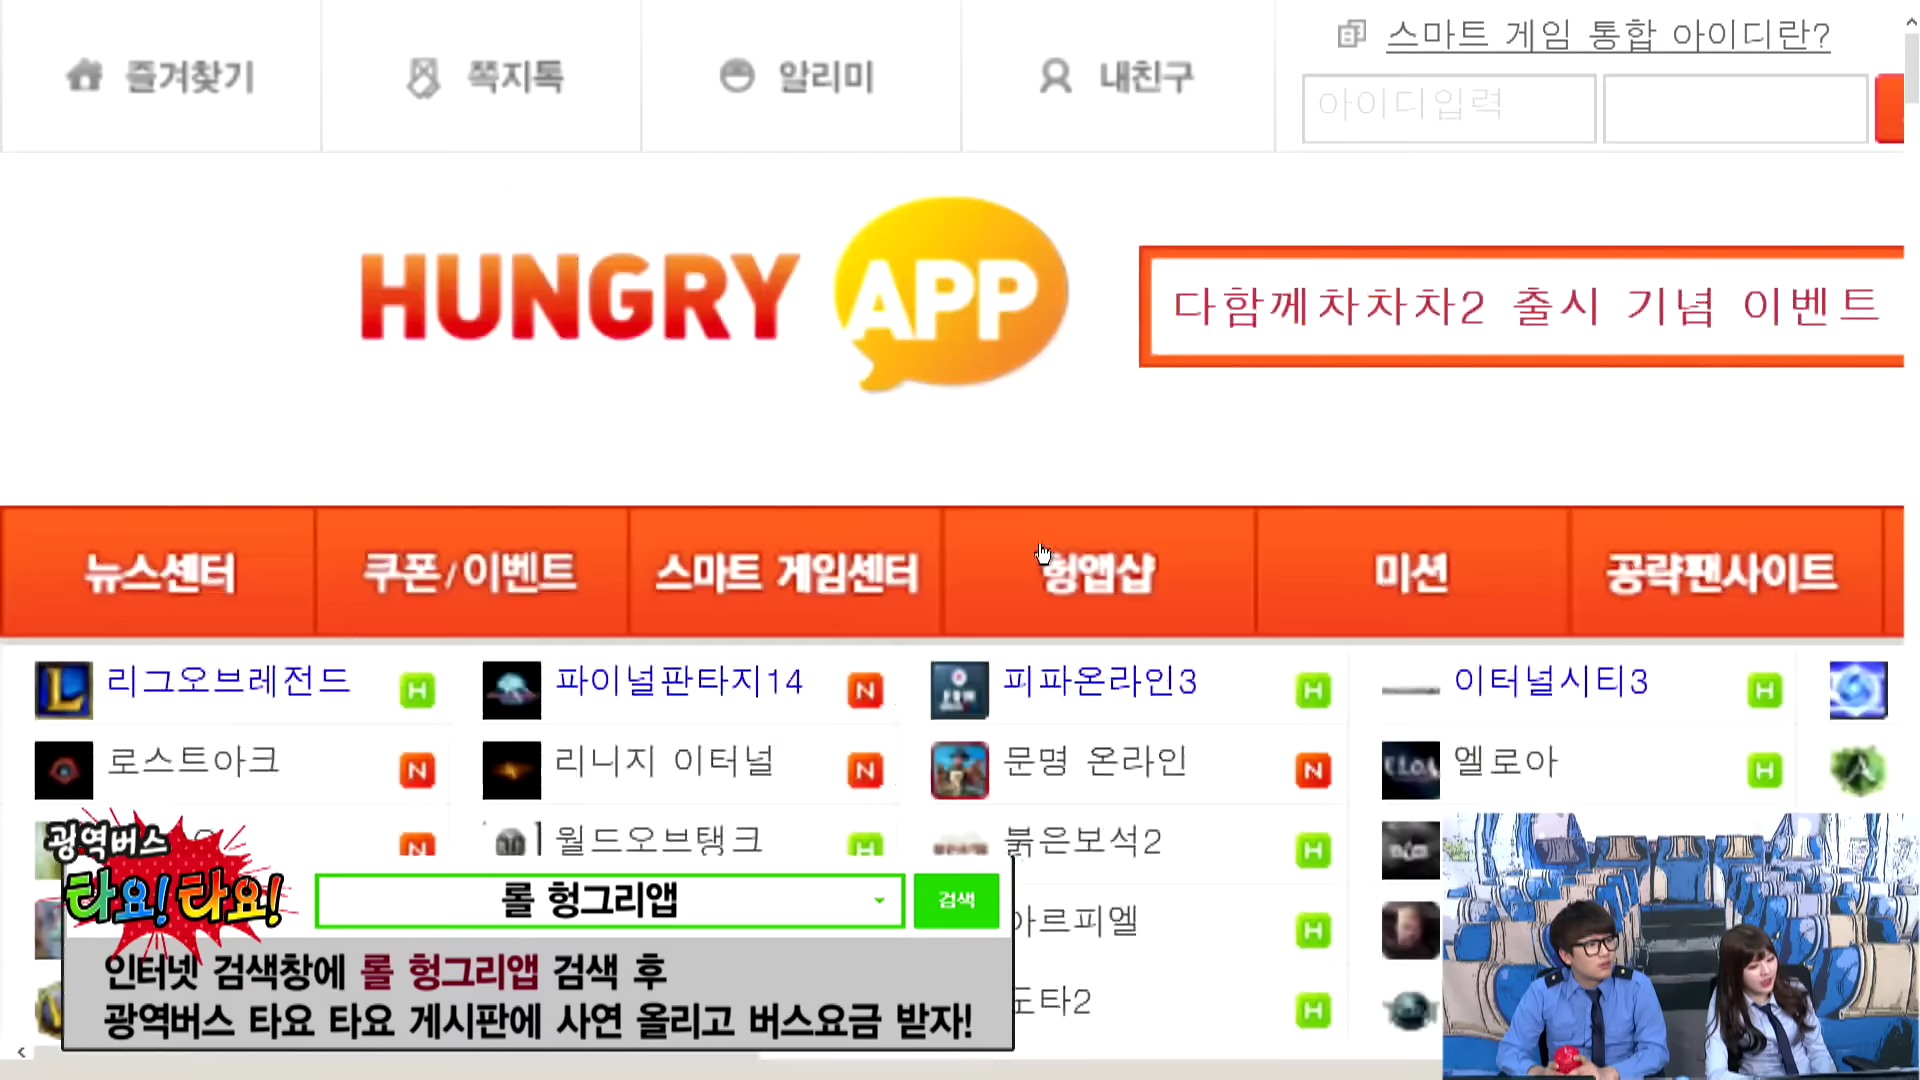 즐겨찾기 쪽지톡 알리미 내친구
스마트 게임 통합 아이디란?
아이디입력
HUNGRY APP
다함께차차차2 출시 기념 이벤트
뉴스센터 쿠폰/이벤트 스마트 게임센터 헝앱샵 미션 공략팬사이트
리그오브레전드 H 파이널판타지14 N 피파온라인3 H 이터널시티3 H
로스트아크 N 리니지 이터널 N 문명 온라인 N 엘로아 H
N 월드오브탱크 H 붉은보석2 H
아르피엘 H
도타2 H
광역버스
타요! 타요!
롤 헝그리앱 검색
인터넷 검색창에 롤 헝그리앱 검색 후
광역버스 타요 타요 게시판에 사연 올리고 버스요금 받자!